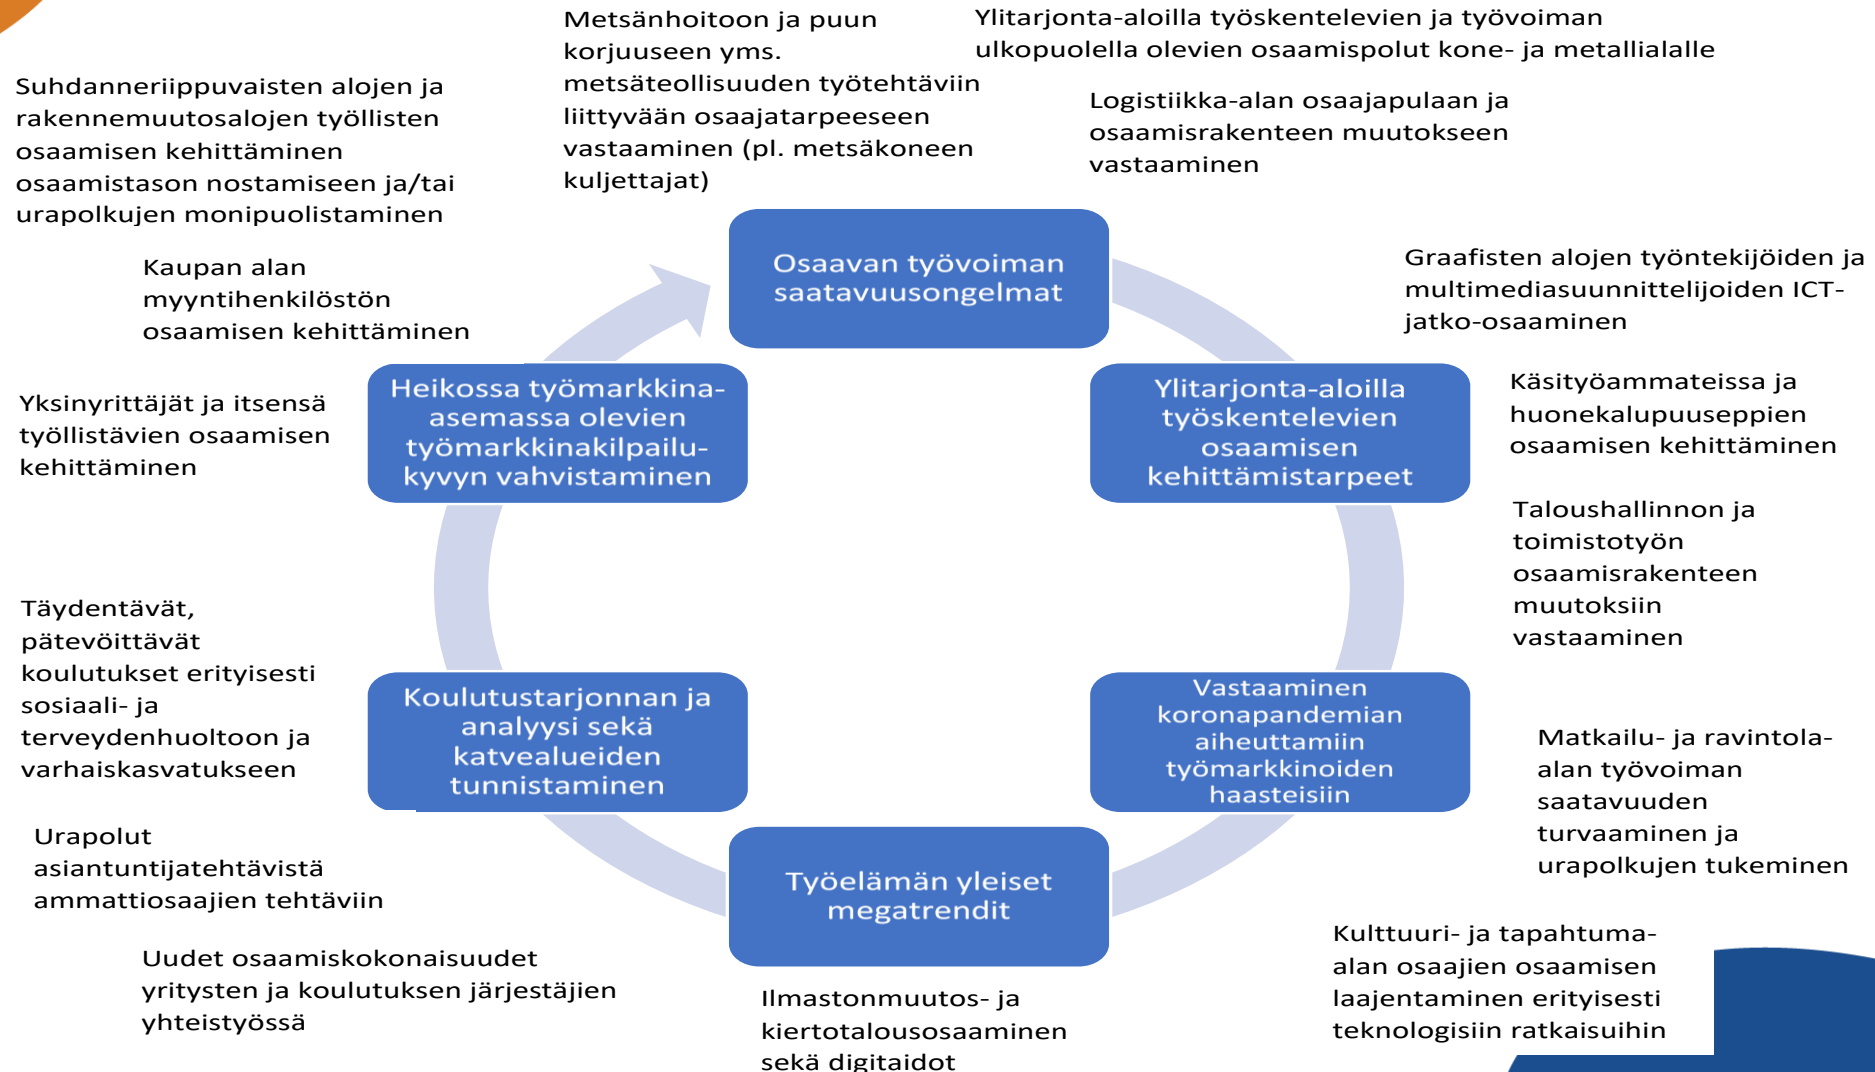 Metsänhoitoon ja puun
korjuuseen yms.
metsäteollisuuden työtehtäviin
liittyvään osaajatarpeeseen
vastaaminen (pl. metsäkoneen
kuljettajat)
Ylitarjonta-aloilla työskentelevien ja työvoiman
ulkopuolella olevien osaamispolut kone- ja metallialalle
Suhdanneriippuvaisten alojen ja
rakennemuutosalojen työllisten
osaamisen kehittäminen
osaamistason nostamiseen ja/tai
urapolkujen monipuolistaminen
Logistiikka-alan osaajapulaan ja
osaamisrakenteen muutokseen
vastaaminen
Osaavan työvoiman
saatavuusongelmat
Kaupan alan
myyntihenkilöstön
osaamisen kehittäminen
Graafisten alojen työntekijöiden ja
multimediasuunnittelijoiden ICT-
jatko-osaaminen
Heikossa työmarkkina-
asemassa olevien
työmarkkinakilpailu-
kyvyn vahvistaminen
Ylitarjonta-aloilla
työskentelevien
osaamisen
kehittämistarpeet
Yksinyrittäjät ja itsensä
työllistävien osaamisen
kehittäminen
Käsityöammateissa ja
huonekalupuuseppien
osaamisen kehittäminen
Taloushallinnon ja
toimistotyön
osaamisrakenteen
muutoksiin
vastaaminen
Täydentävät,
pätevöittävät
koulutukset erityisesti
sosiaali- ja
terveydenhuoltoon ja
varhaiskasvatukseen
Koulutustarjonnan ja
analyysi sekä
katvealueiden
tunnistaminen
Vastaaminen
koronapandemian
aiheuttamiin
työmarkkinoiden
haasteisiin
Matkailu- ja ravintola-
alan työvoiman
saatavuuden
turvaaminen ja
urapolkujen tukeminen
Urapolut
asiantuntijatehtävistä
ammattiosaajien tehtäviin
Työelämän yleiset
megatrendit
Uudet osaamiskokonaisuudet
yritysten ja koulutuksen järjestäjien
yhteistyössä
Ilmastonmuutos- ja
kiertotalousosaaminen
sekä digitaidot
Kulttuuri- ja tapahtuma-
alan osaajien osaamisen
laajentaminen erityisesti
teknologisiin ratkaisuihin